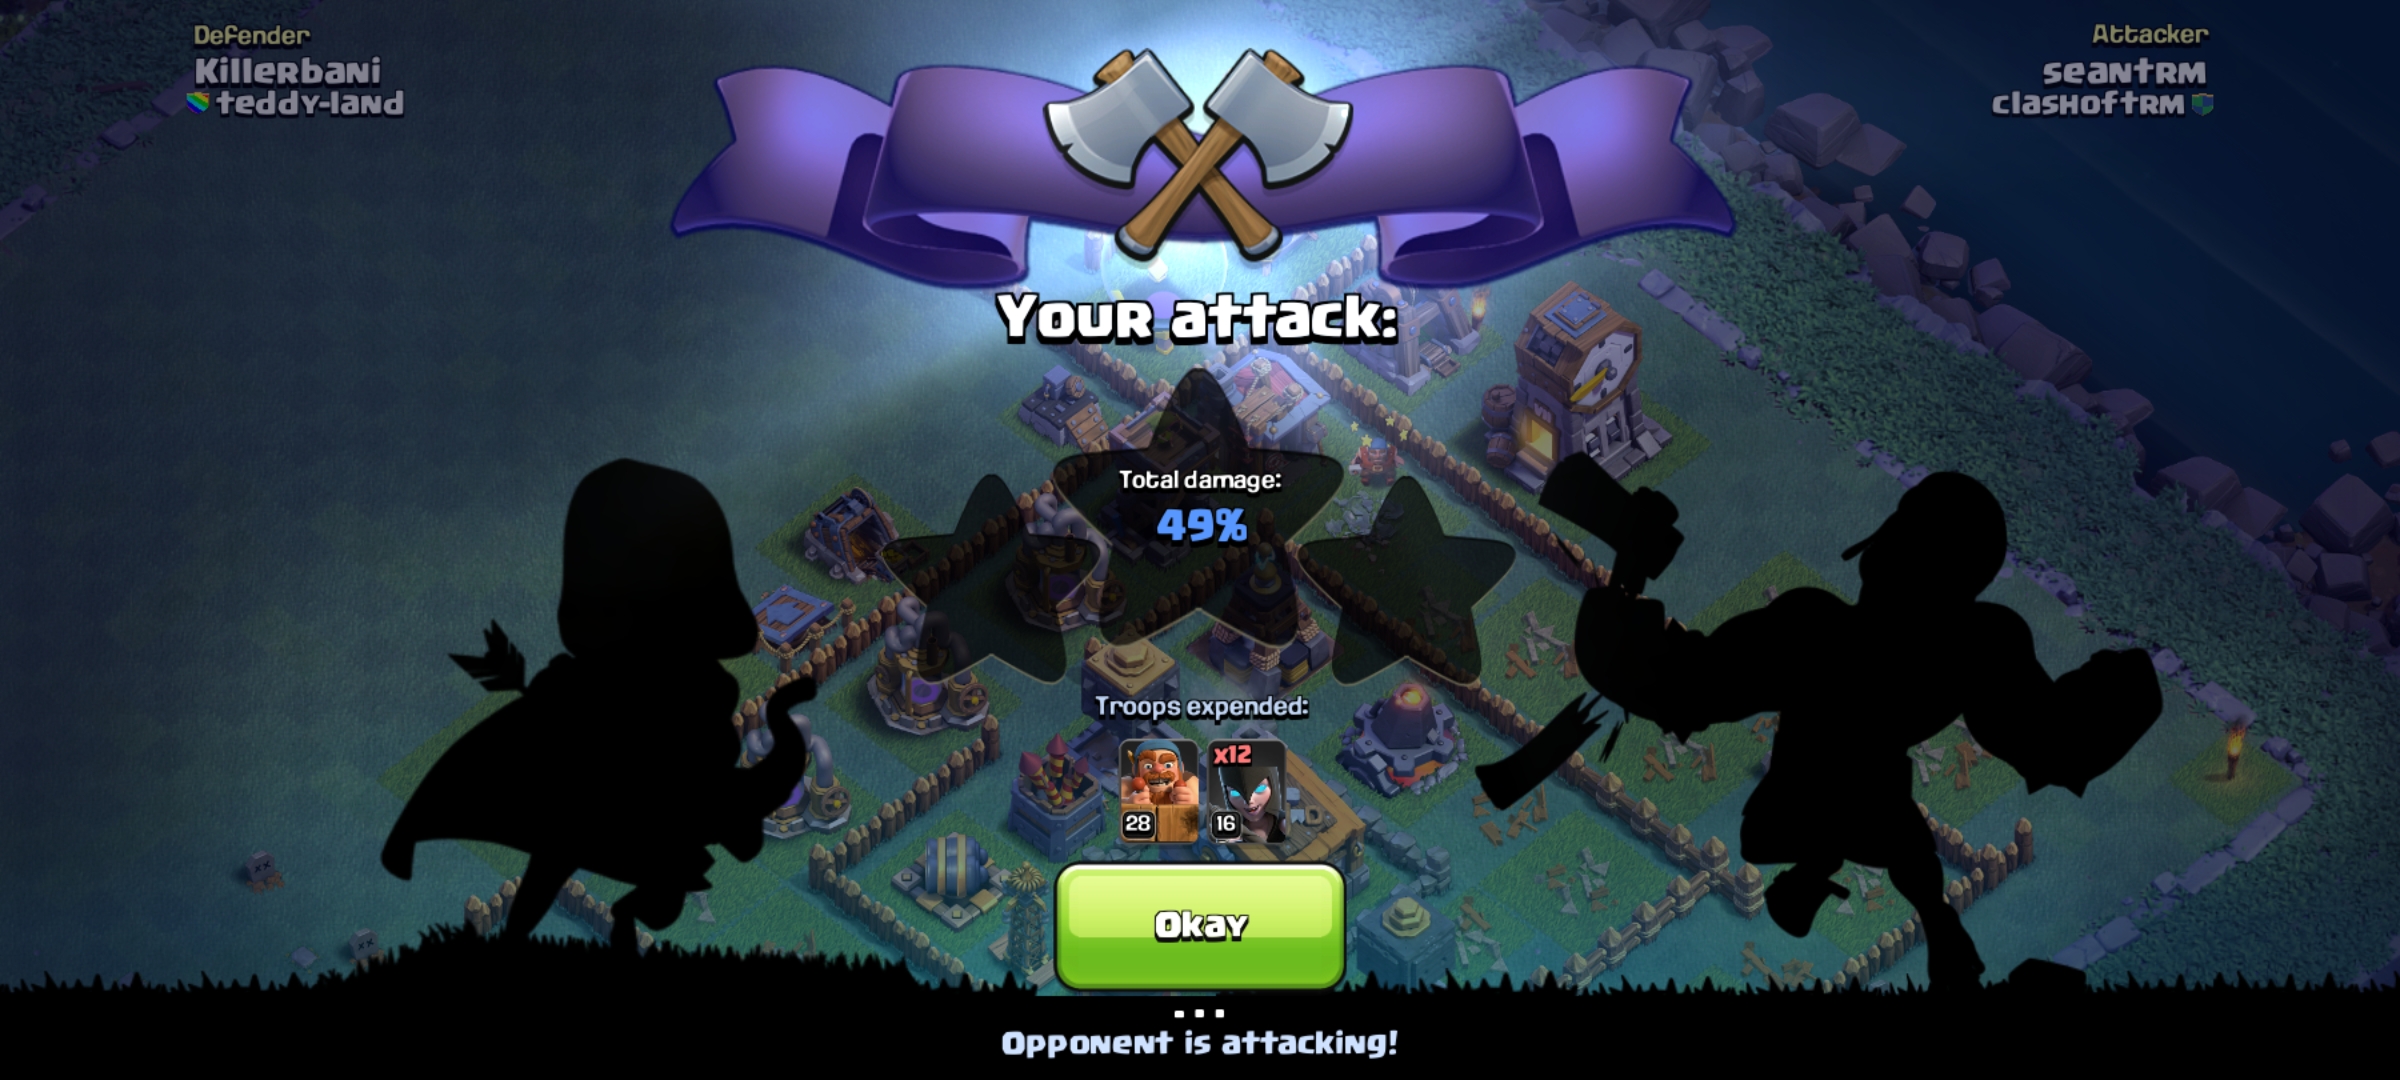 Defender
Killerbani
teddy-land
Attacker
seantrm
clashoftrm
Your attack:
Total damage:
49%
Troops expended:
x12
28
16
Okay
...
Opponent is attacking!